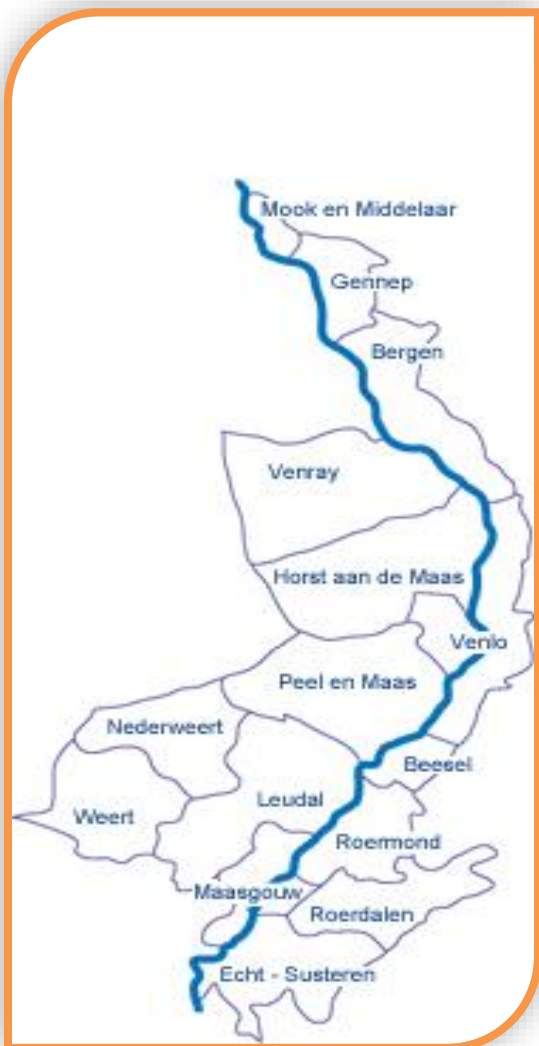 Mook en Middelaar
Gennep
Bergen
Venray
Horst aan de Maas
Venlo
Peel en Maas
Nederweert
Beesel
Leudal
Weert
Roermond
Maasgouw
Roerdalen
Echt - Susteren